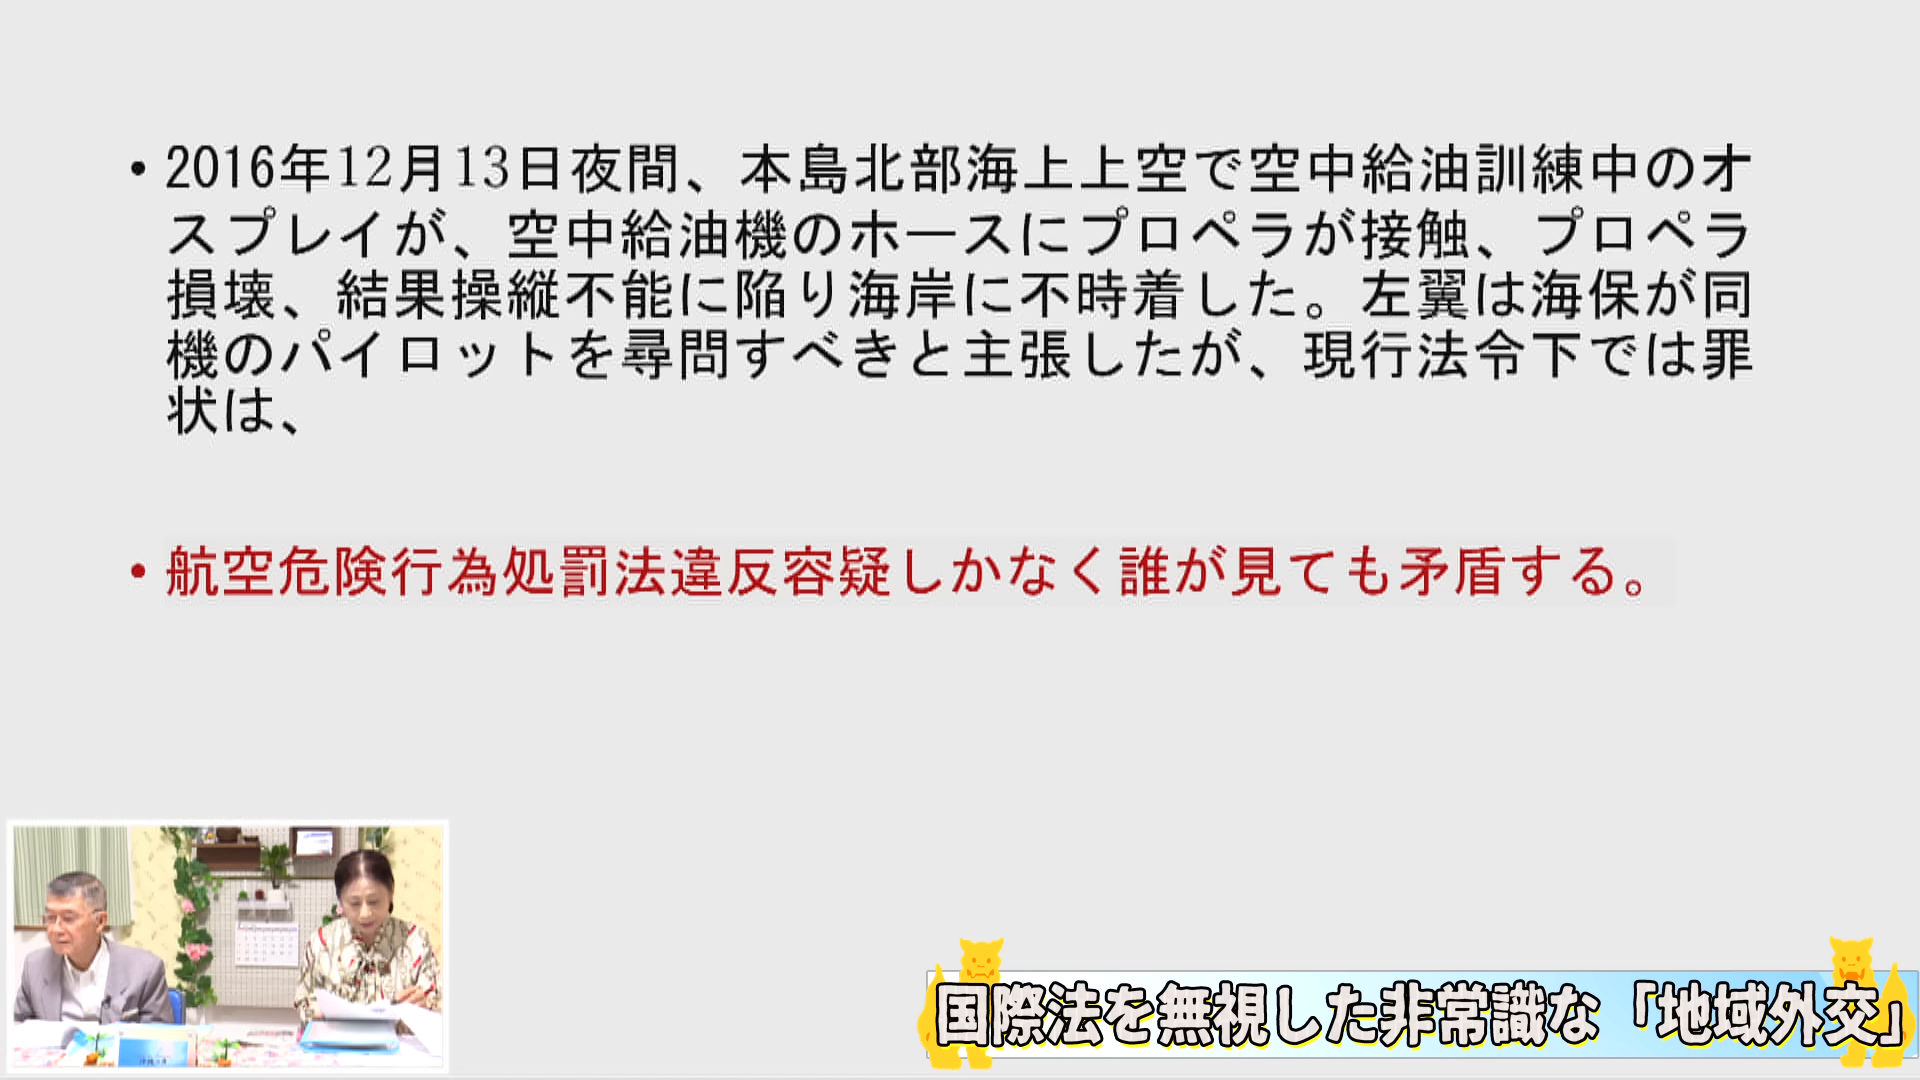 • 2016年12月13日夜間、本島北部海上上空で空中給油訓練中のオ
スプレイが、空中給油機のホースにプロペラが接触、プロペラ
損壊、結果操縦不能に陥り海岸に不時着した。左翼は海保が同
機のパイロットを尋問すべきと主張したが、現行法令下では罪
状は、
• 航空危険行為処罰法違反容疑しかなく誰が見ても矛盾する。
国際法を無視した非常識な「地域外交」